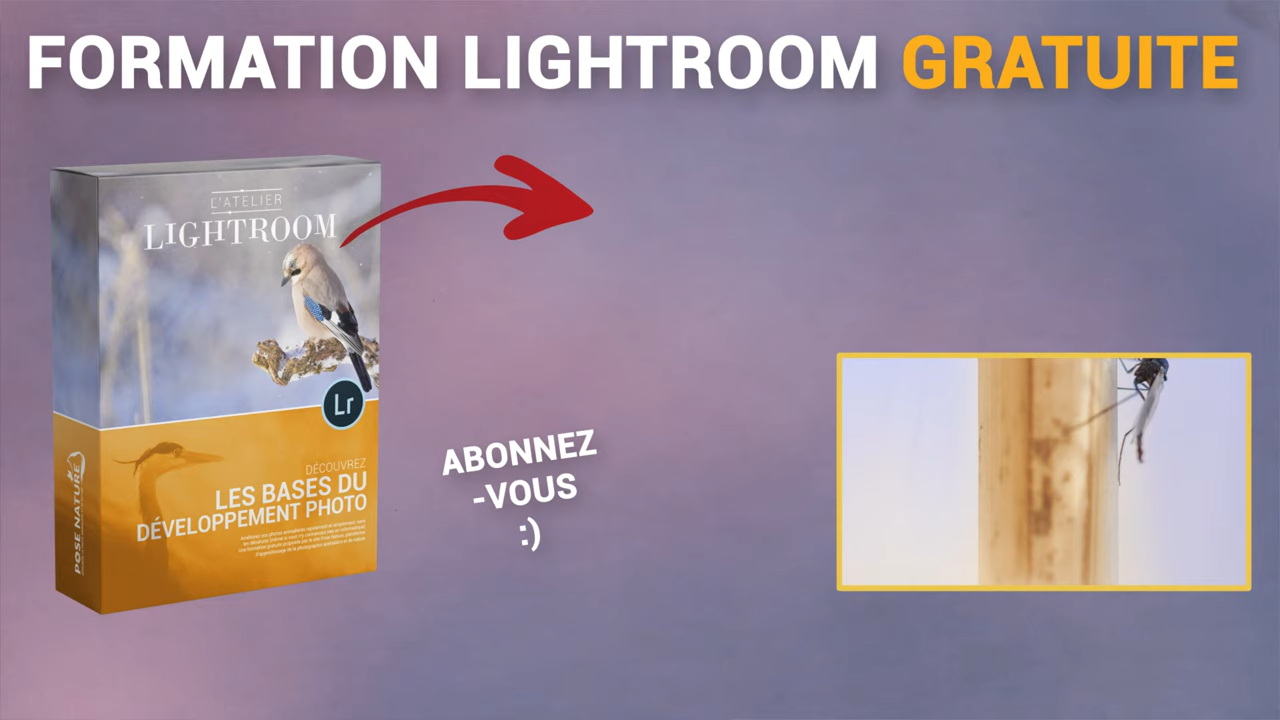 FORMATION LIGHTROOM GRATUITE
L'ATELIER
LIGHTROOM
Lr
DÉCOUVREZ
LES BASES DU
DÉVELOPPEMENT PHOTO
POSE NATURE
ABONNEZ
-VOUS
:)